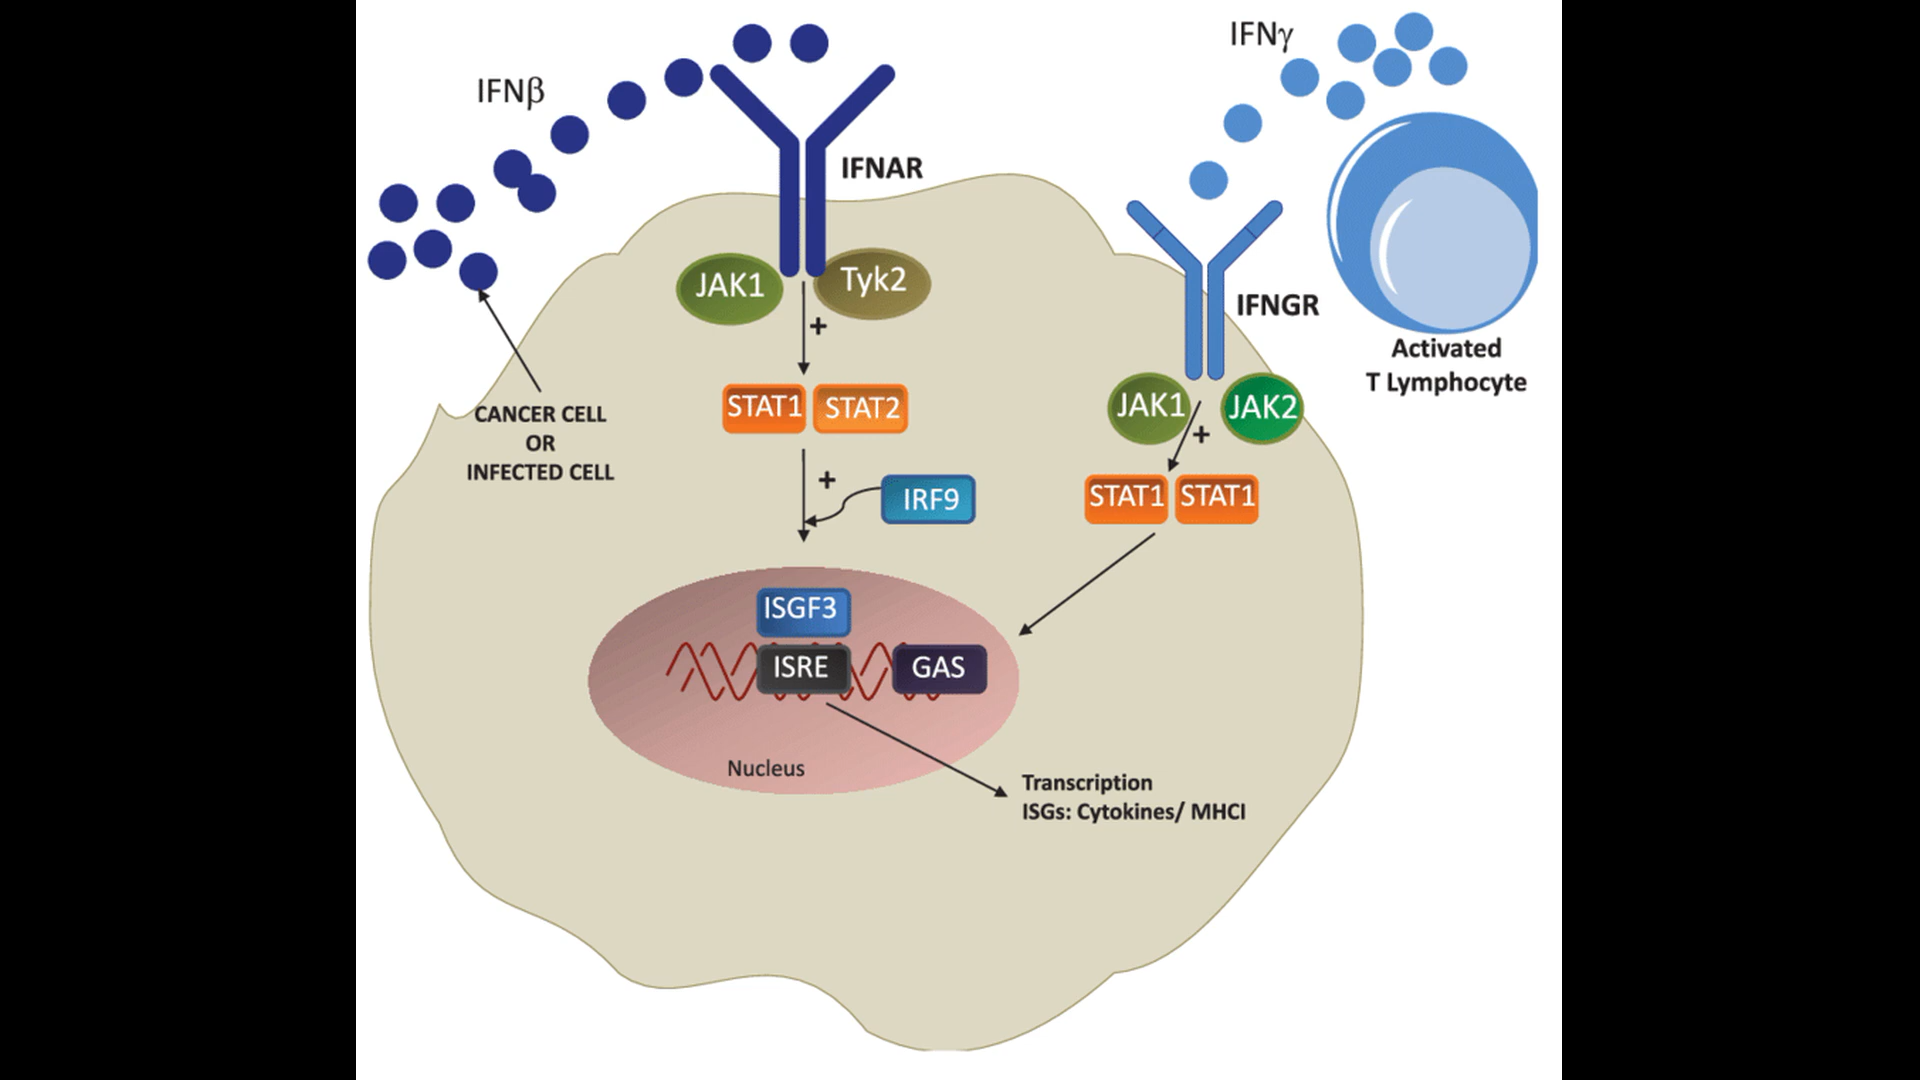 IFNβ
IFNAR
IFNγ
JAK1
Tyk2
+
IFNGR
Activated
T Lymphocyte
STAT1
STAT2
CANCER CELL
OR
INFECTED CELL
JAK1
JAK2
+
+
IRF9
STAT1
STAT1
ISGF3
ISRE
GAS
Nucleus
Transcription
ISGs: Cytokines/ MHCI